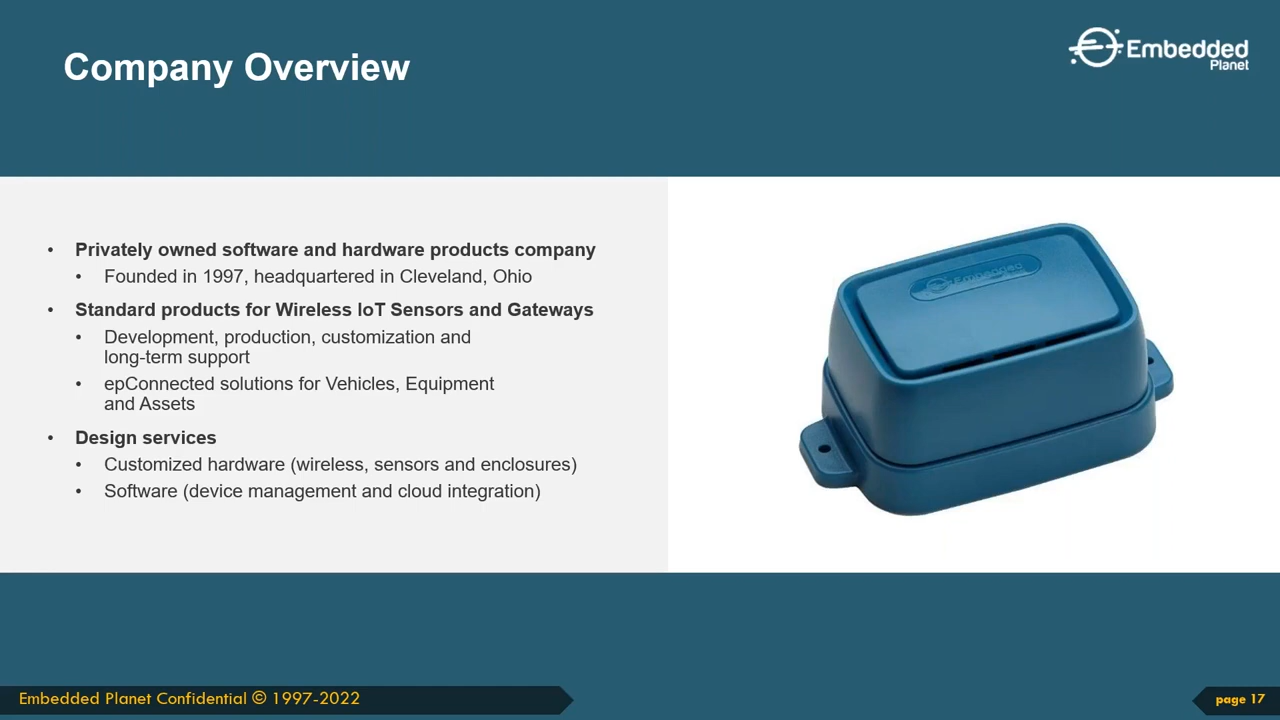 Company Overview
Embedded
Planet
• Privately owned software and hardware products company
• Founded in 1997, headquartered in Cleveland, Ohio
• Standard products for Wireless IoT Sensors and Gateways
• Development, production, customization and
long-term support
• epConnected solutions for Vehicles, Equipment
and Assets
• Design services
• Customized hardware (wireless, sensors and enclosures)
• Software (device management and cloud integration)
Embedded
Embedded Planet Confidential © 1997-2022
page 17